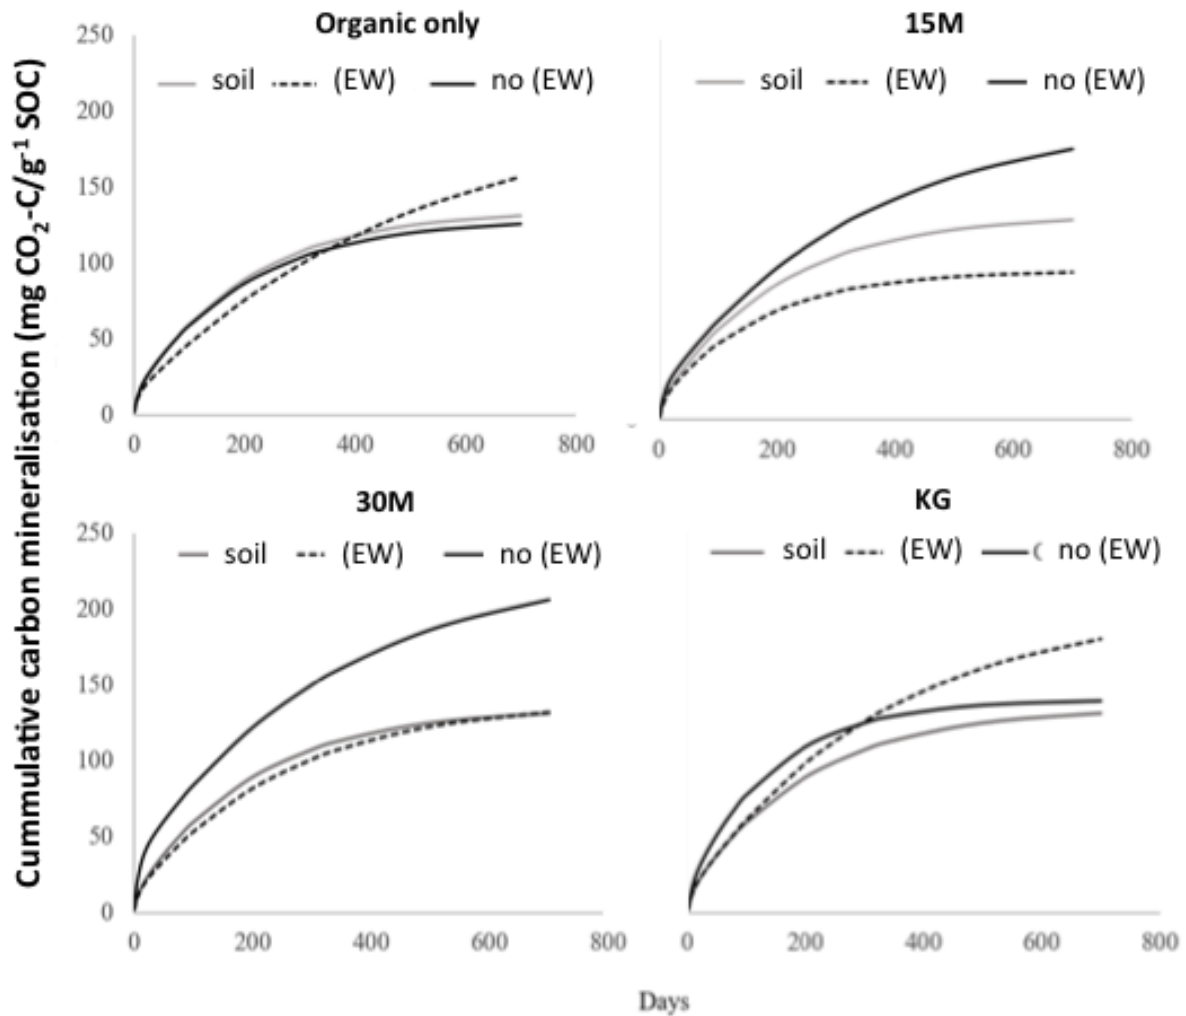 Cummulative carbon mineralisation (mg CO₂-C/g⁻¹ SOC)
Organic only
250
soil (EW) no (EW)
200
150
100
50
0
0 200 400 600 800
15M
soil (EW) no (EW)
0 200 400 600 800
30M
250
soil (EW) no (EW)
200
150
100
50
0
0 200 400 600 800
KG
soil (EW) ( no (EW)
0 200 400 600 800
Days